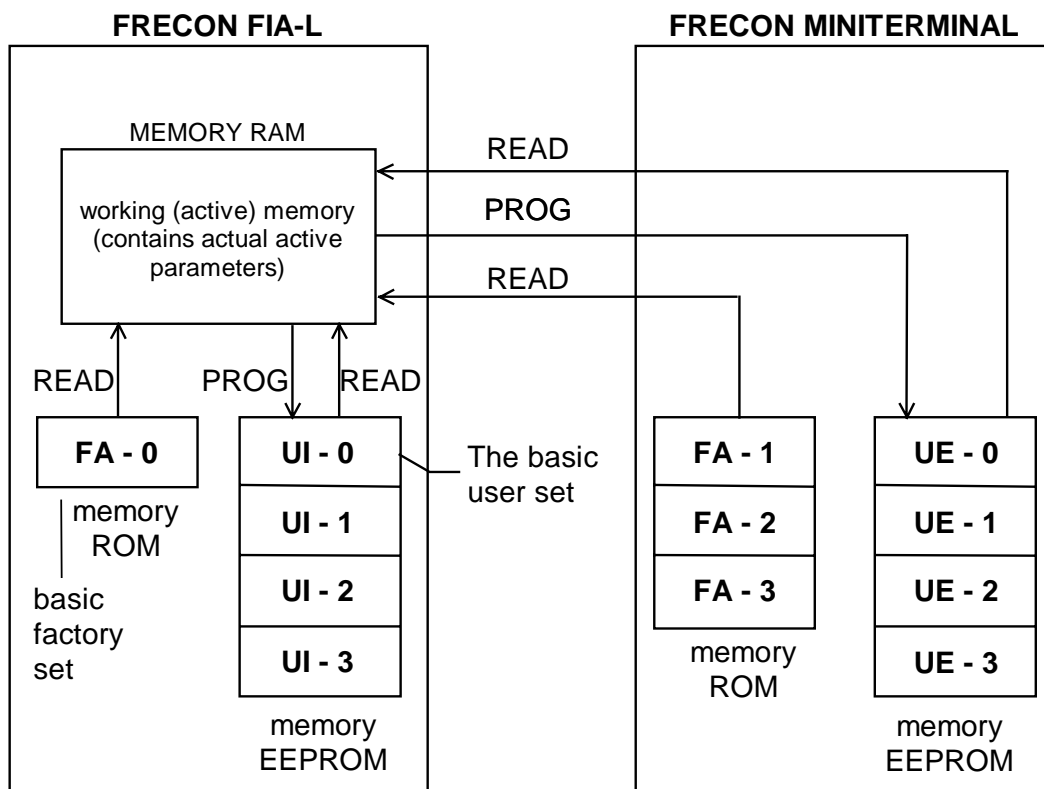 FRECON FIA-L
FRECON MINITERMINAL
MEMORY RAM
working (active) memory
(contains actual active
parameters)
READ
PROG
READ
READ
PROG
READ
FA - 0
memory
ROM
basic
factory
set
UI - 0
UI - 1
UI - 2
UI - 3
memory
EEPROM
The basic
user set
FA - 1
FA - 2
FA - 3
memory
ROM
UE - 0
UE - 1
UE - 2
UE - 3
memory
EEPROM